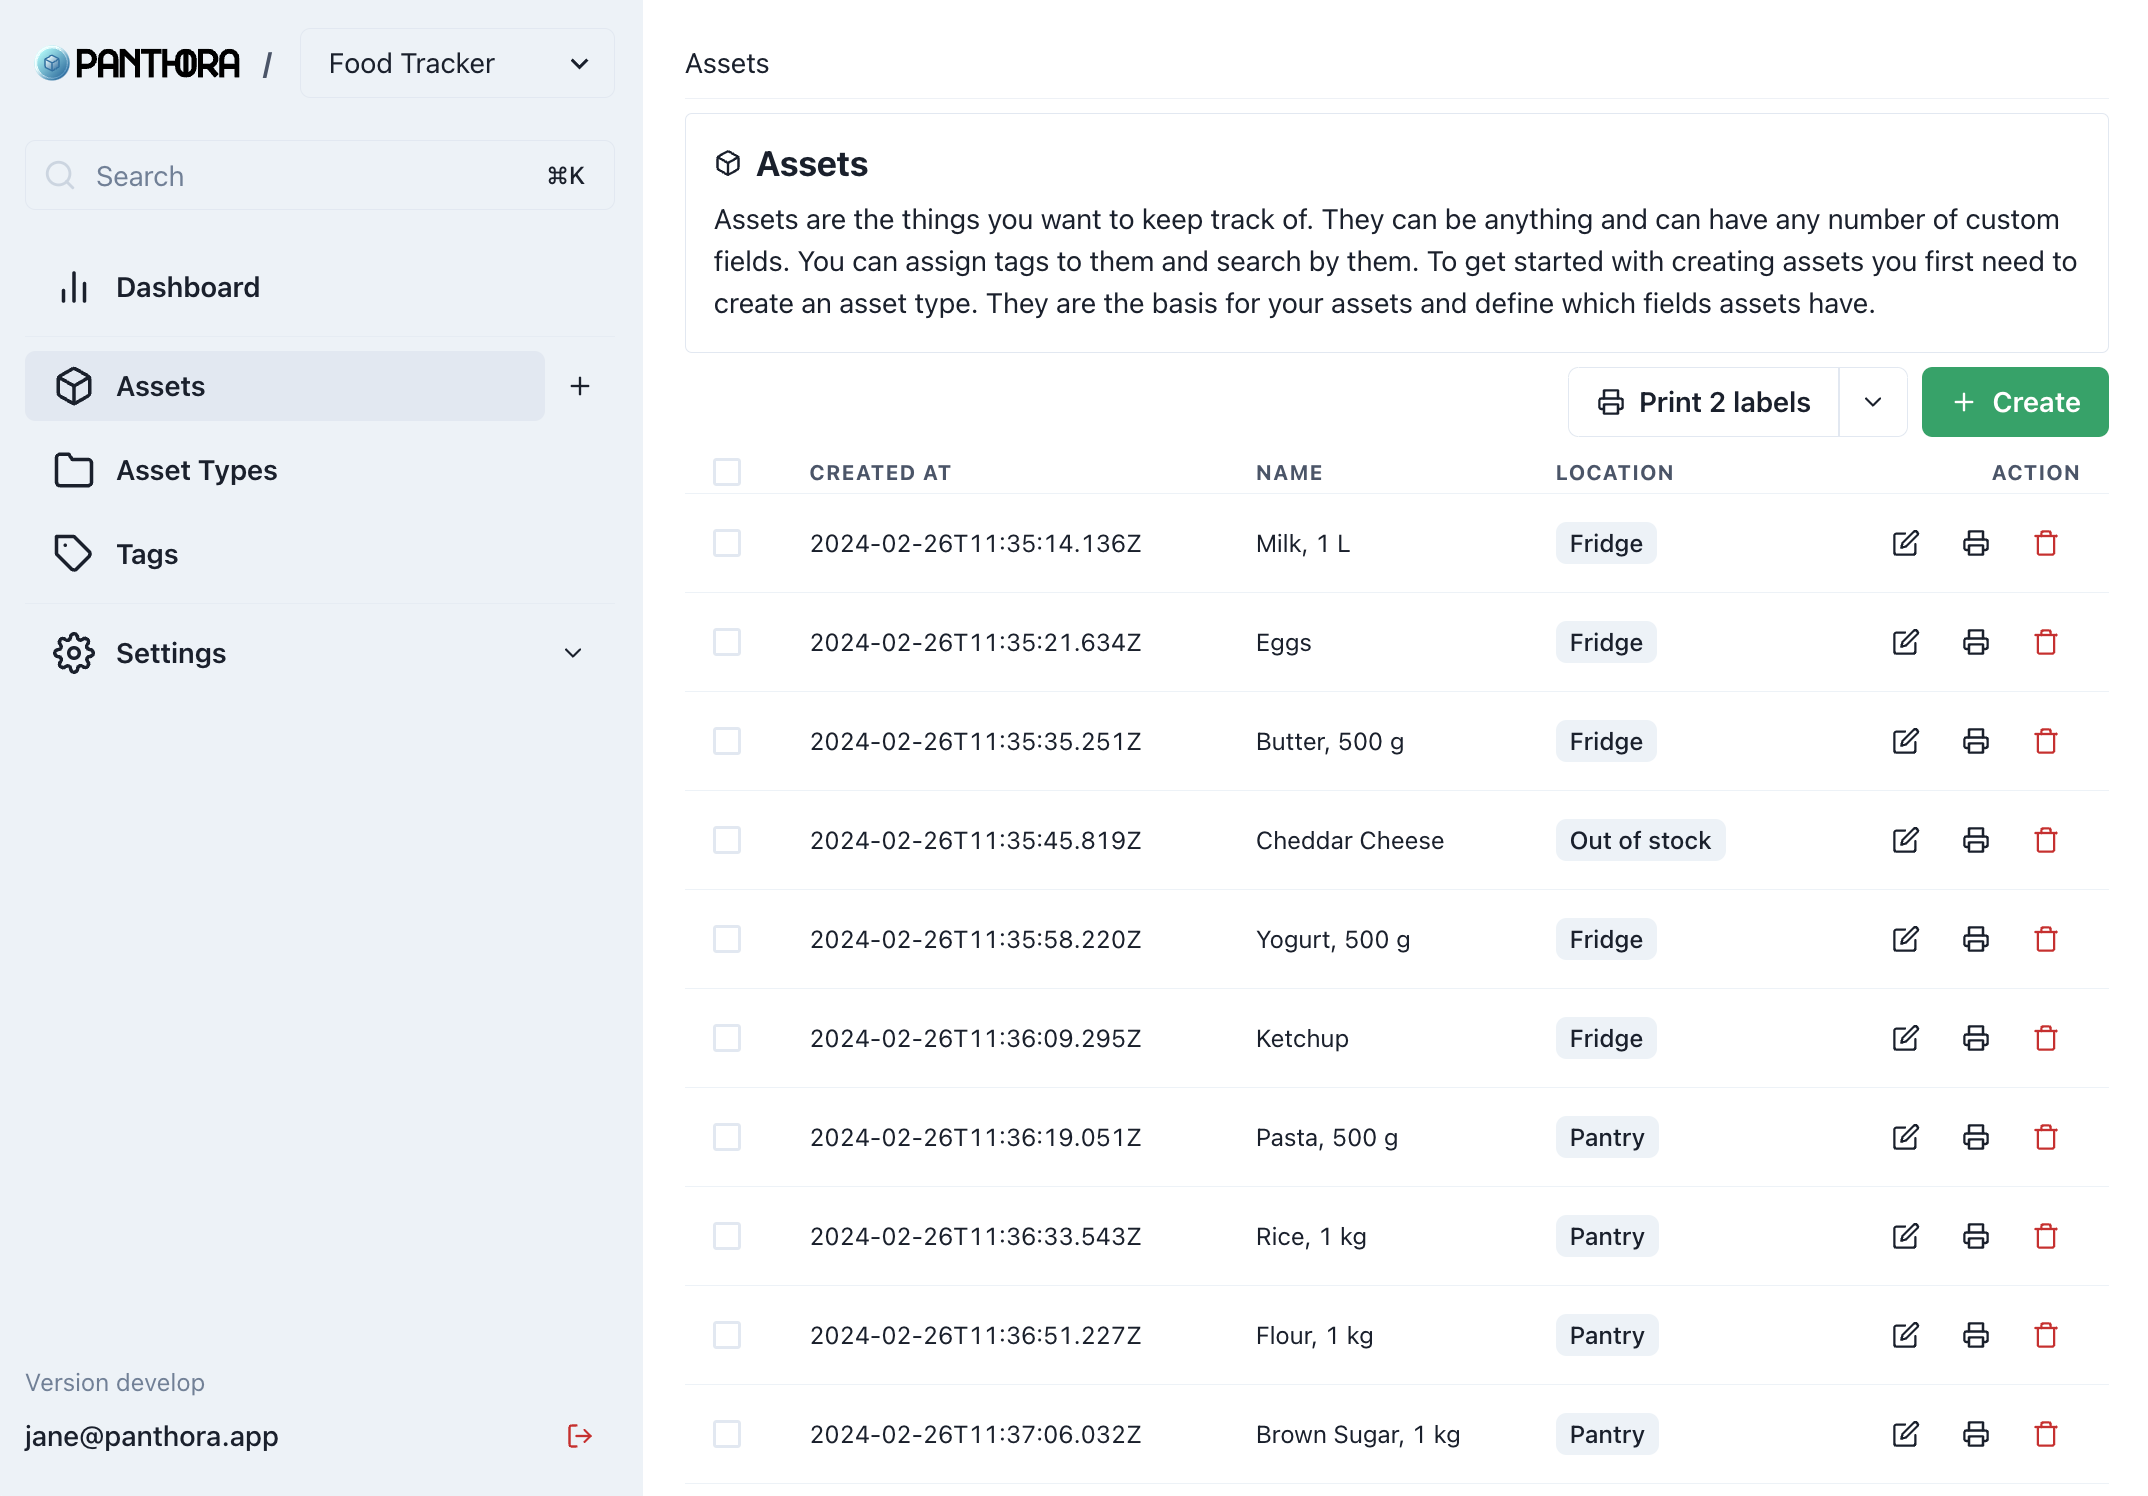 PANTHORA / Food Tracker
Search ⌘K
Dashboard
Assets
Asset Types
Tags
Settings
Version develop
jane@panthora.app
Assets
Assets
Assets are the things you want to keep track of. They can be anything and can have any number of custom
fields. You can assign tags to them and search by them. To get started with creating assets you first need to
create an asset type. They are the basis for your assets and define which fields assets have.
Print 2 labels
+ Create
CREATED AT NAME LOCATION ACTION
2024-02-26T11:35:14.136Z Milk, 1 L Fridge
2024-02-26T11:35:21.634Z Eggs Fridge
2024-02-26T11:35:35.251Z Butter, 500 g Fridge
2024-02-26T11:35:45.819Z Cheddar Cheese Out of stock
2024-02-26T11:35:58.220Z Yogurt, 500 g Fridge
2024-02-26T11:36:09.295Z Ketchup Fridge
2024-02-26T11:36:19.051Z Pasta, 500 g Pantry
2024-02-26T11:36:33.543Z Rice, 1 kg Pantry
2024-02-26T11:36:51.227Z Flour, 1 kg Pantry
2024-02-26T11:37:06.032Z Brown Sugar, 1 kg Pantry